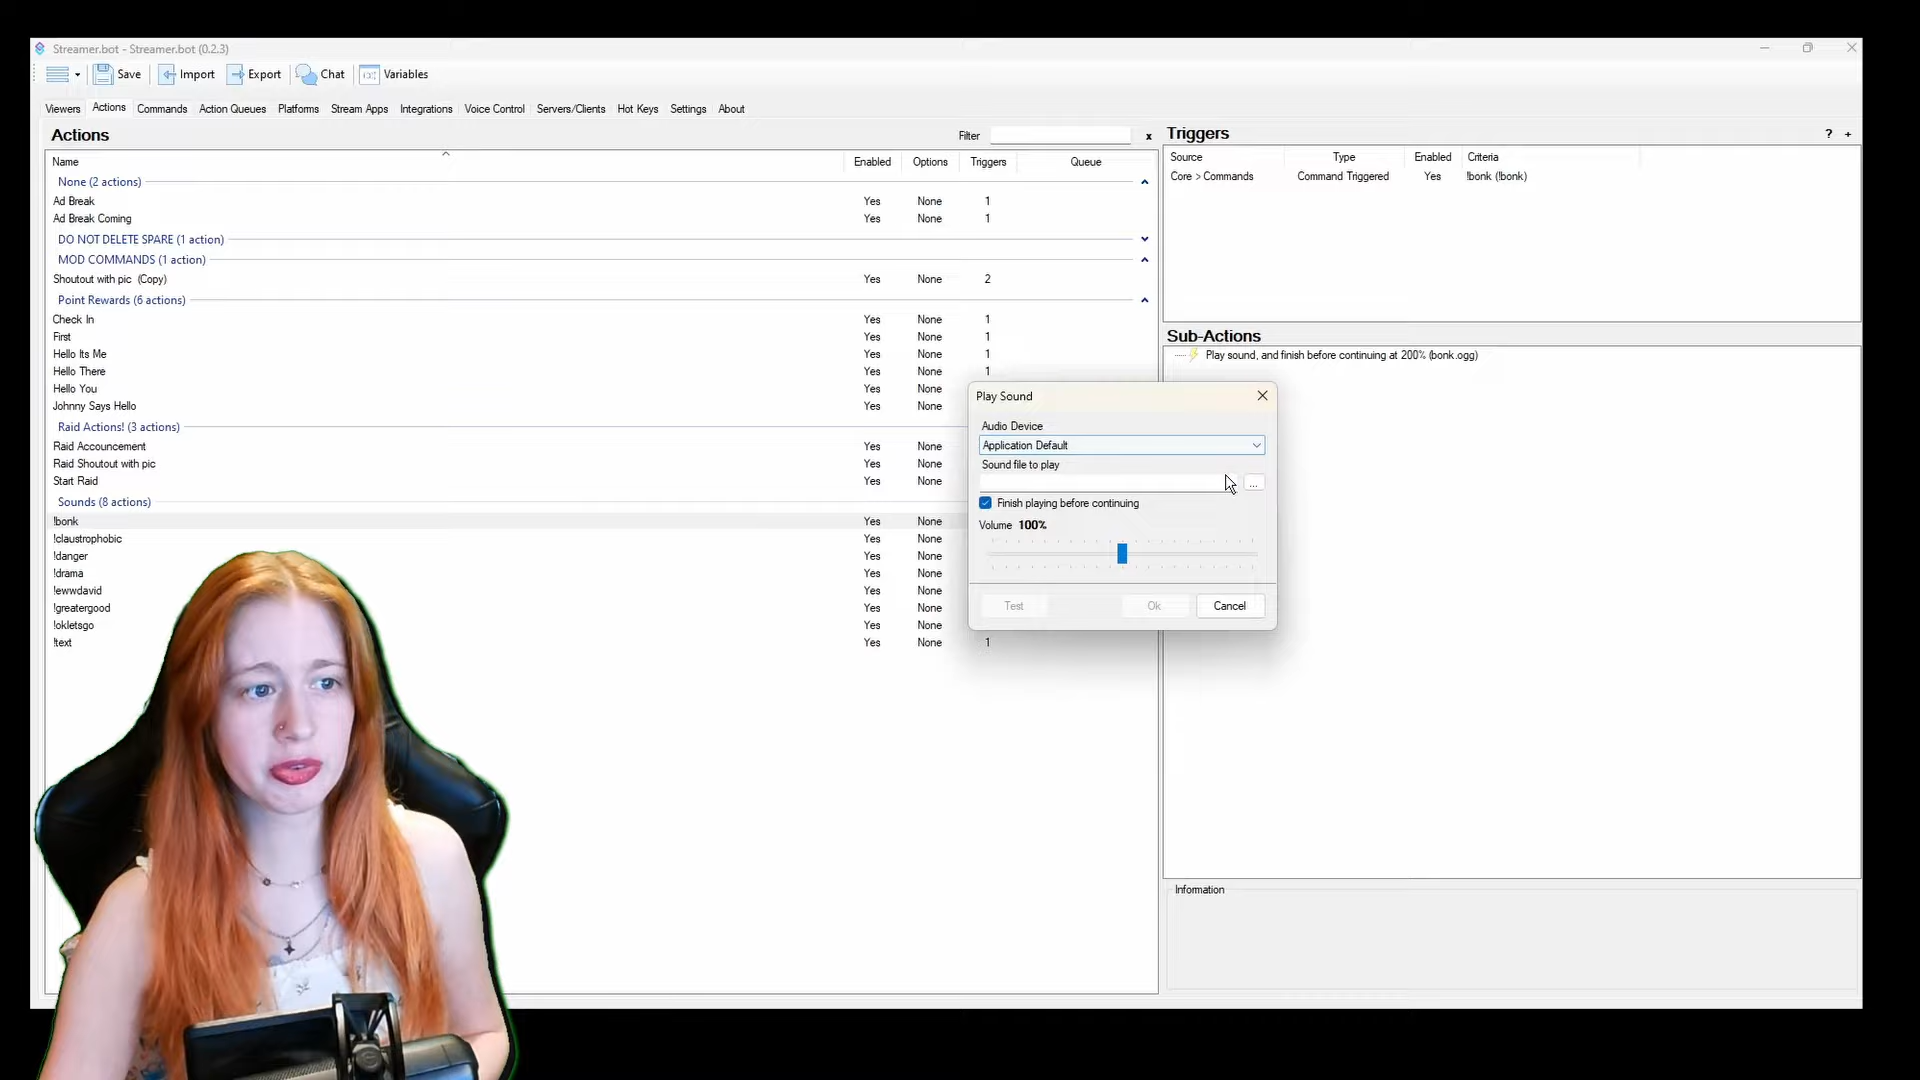 Streamer.bot - Streamer.bot (0.2.3)
Save Import Export Chat Variables
Viewers Actions Commands Action Queues Platforms Stream Apps Integrations Voice Control Servers/Clients Hot Keys Settings About
Actions Filter x
Name Enabled Options Triggers Queue
None (2 actions)
Ad Break Yes None 1
Ad Break Coming Yes None 1
DO NOT DELETE SPARE (1 action)
MOD COMMANDS (1 action)
Shoutout with pic (Copy) Yes None 2
Point Rewards (6 actions)
Check In Yes None 1
First Yes None 1
Hello Its Me Yes None 1
Hello There Yes None 1
Hello You Yes None
Johnny Says Hello Yes None
Raid Actions! (3 actions)
Raid Accouncement Yes None
Raid Shoutout with pic Yes None
Start Raid Yes None
Sounds (8 actions)
!bonk Yes None
!claustrophobic Yes None
!danger Yes None
!drama Yes None
!ewwdavid Yes None
!greatergood Yes None
!okletsgo Yes None
!text Yes None 1
Triggers ? +
Source Type Enabled Criteria
Core > Commands Command Triggered Yes !bonk (!bonk)
Sub-Actions
Play sound, and finish before continuing at 200% (bonk.ogg)
Play Sound
Audio Device
Application Default
Sound file to play
...
Finish playing before continuing
Volume 100%
Test Ok Cancel
Information